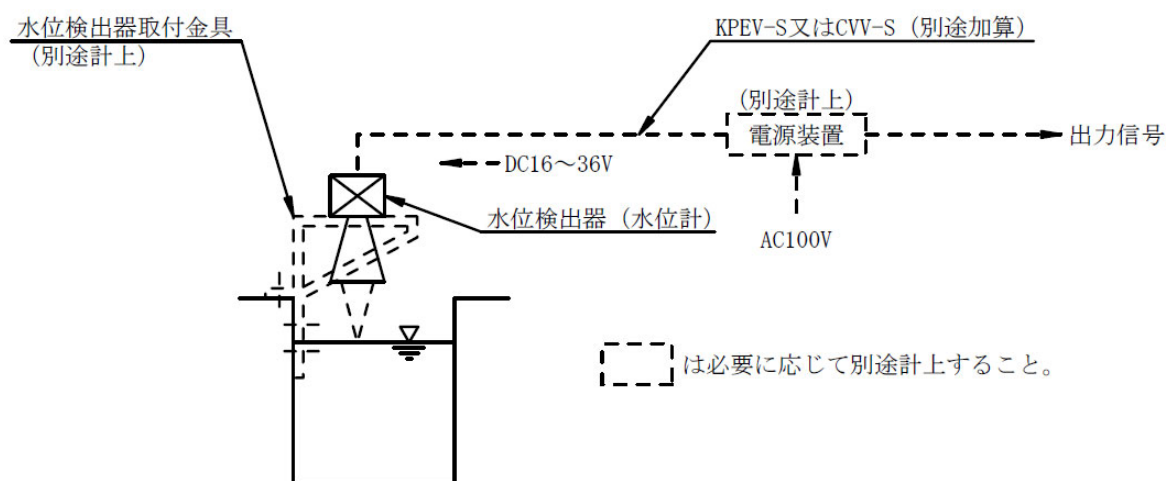 水位検出器取付金具
(別途計上)
KPEV-S又はCVV-S (別途加算)
(別途計上)
電源装置
出力信号
DC16～36V
水位検出器 (水位計)
AC100V
は必要に応じて別途計上すること。